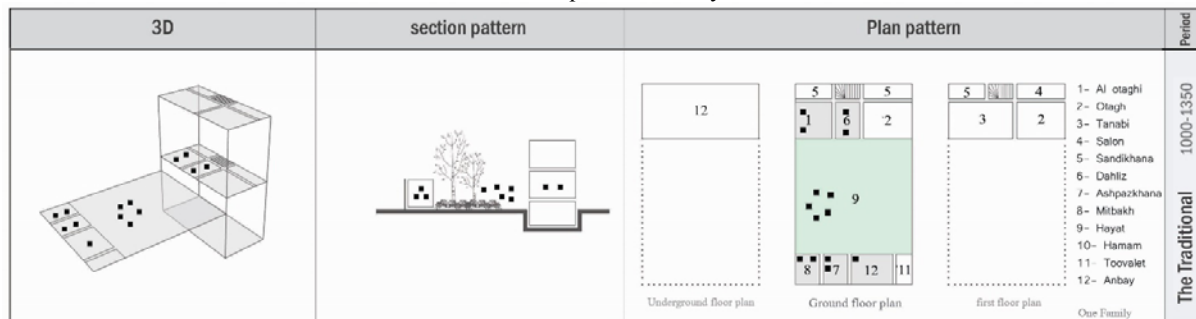 3D
section pattern
Plan pattern
Period
12
5
5
1
6
2
9
8
7
12
11
5
4
3
2
1- Al otaghi
2- Otagh
3- Tanabi
4- Salon
5- Sandikhana
6- Dahliz
7- Ashpazkhana
8- Mitbakh
9- Hayat
10- Hamam
11- Toovalet
12- Anbay
Underground floor plan
Ground floor plan
first floor plan
One Family
The Traditional 1000-1350